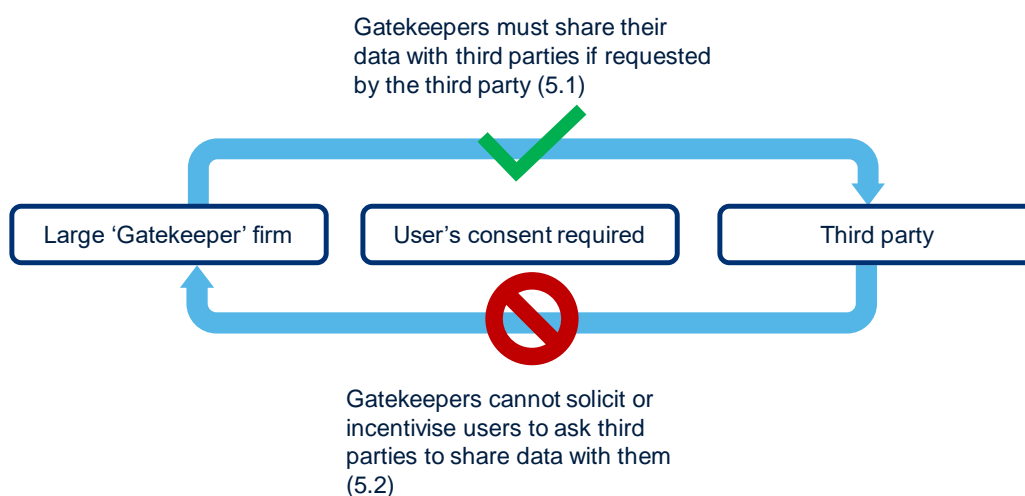 Gatekeepers must share their
data with third parties if requested
by the third party (5.1)
Large ‘Gatekeeper’ firm
User’s consent required
Third party
Gatekeepers cannot solicit or
incentivise users to ask third
parties to share data with them
(5.2)